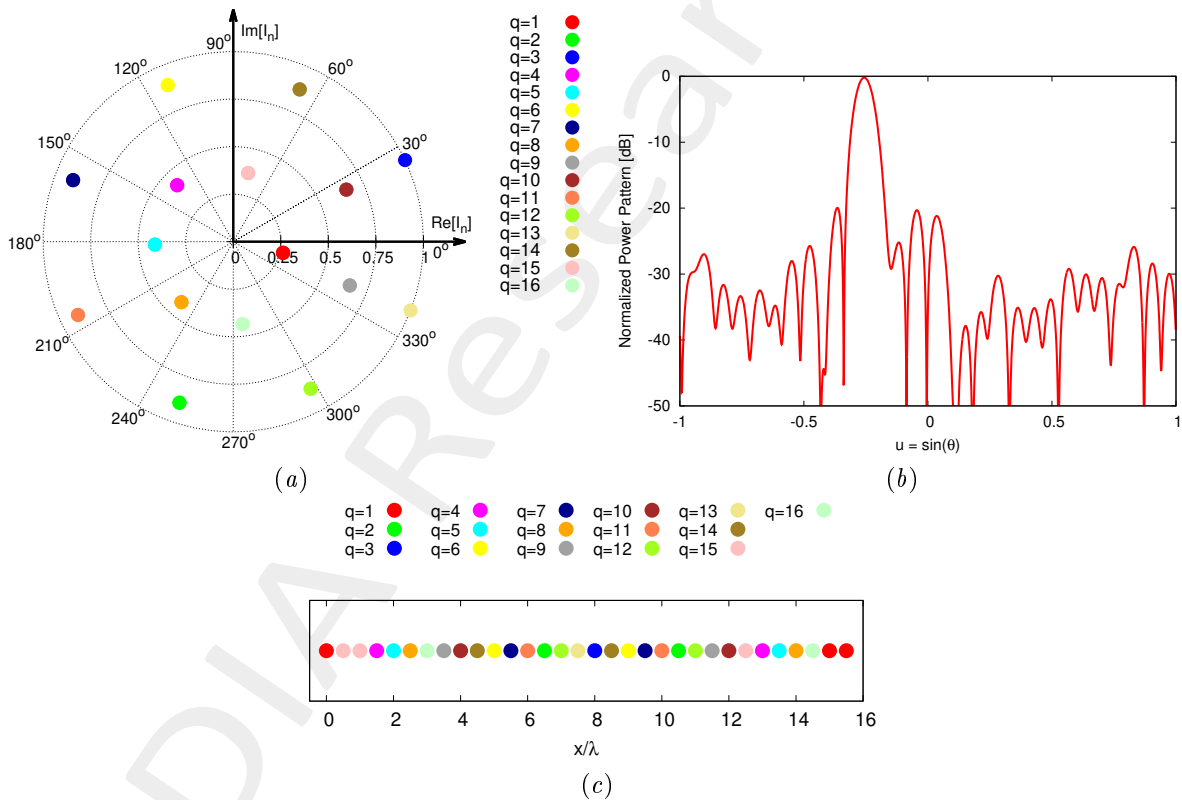 Im[I_n]
90°
120°
60°
150°
30°
Re[I_n]
180°
0°
0 0.25 0.5 0.75 1
210°
330°
240°
300°
270°
q=1
q=2
q=3
q=4
q=5
q=6
q=7
q=8
q=9
q=10
q=11
q=12
q=13
q=14
q=15
q=16
(a)
Normalized Power Pattern [dB]
0
-10
-20
-30
-40
-50
-1 -0.5 0 0.5 1
u = sin(θ)
(b)
q=1 q=4 q=7 q=10 q=13 q=16
q=2 q=5 q=8 q=11 q=14
q=3 q=6 q=9 q=12 q=15
0 2 4 6 8 10 12 14 16
x/λ
(c)
DIA Resear